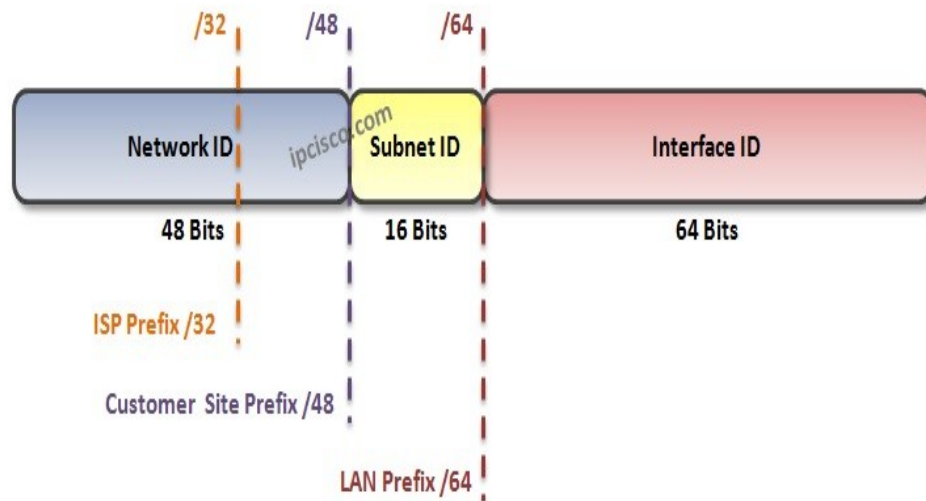 /32 /48 /64
Network ID
ipcisco.com
Subnet ID
Interface ID
48 Bits 16 Bits 64 Bits
ISP Prefix /32
Customer Site Prefix /48
LAN Prefix /64